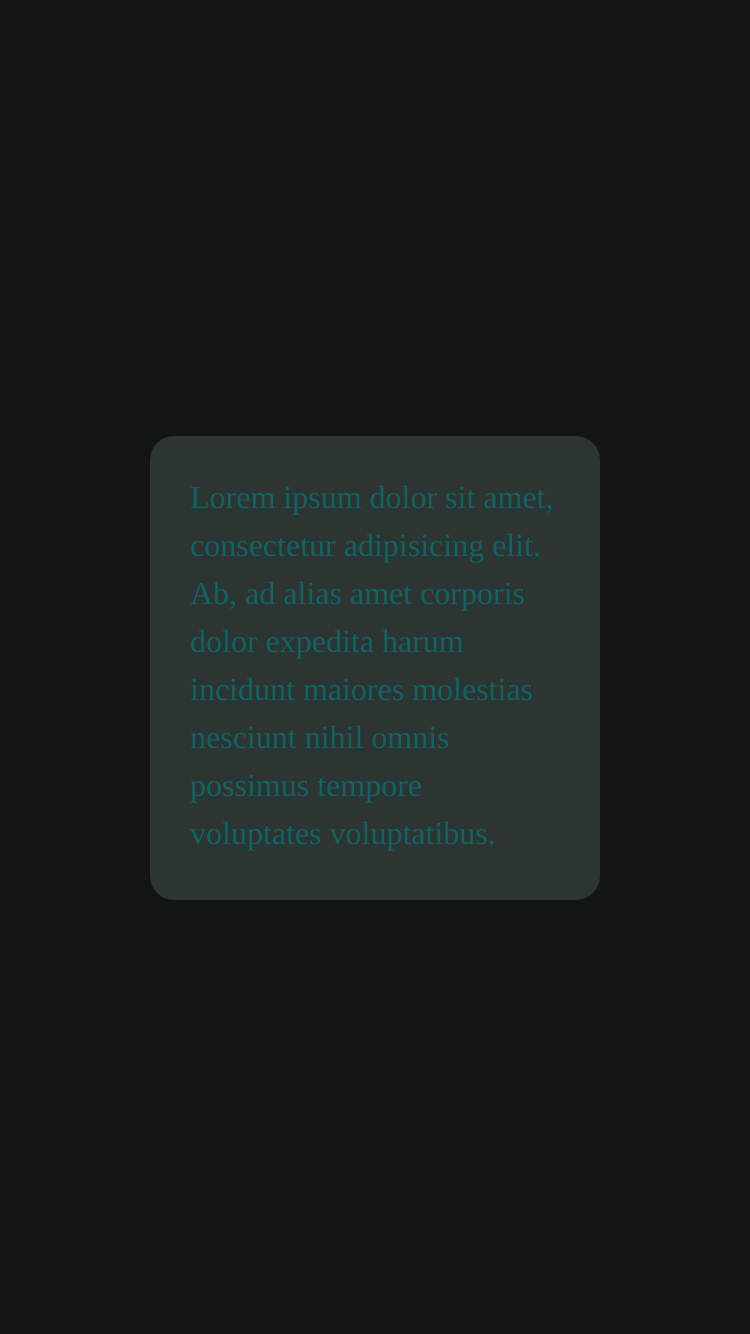 Lorem ipsum dolor sit amet,
consectetur adipisicing elit.
Ab, ad alias amet corporis
dolor expedita harum
incidunt maiores molestias
nesciunt nihil omnis
possimus tempore
voluptates voluptatibus.